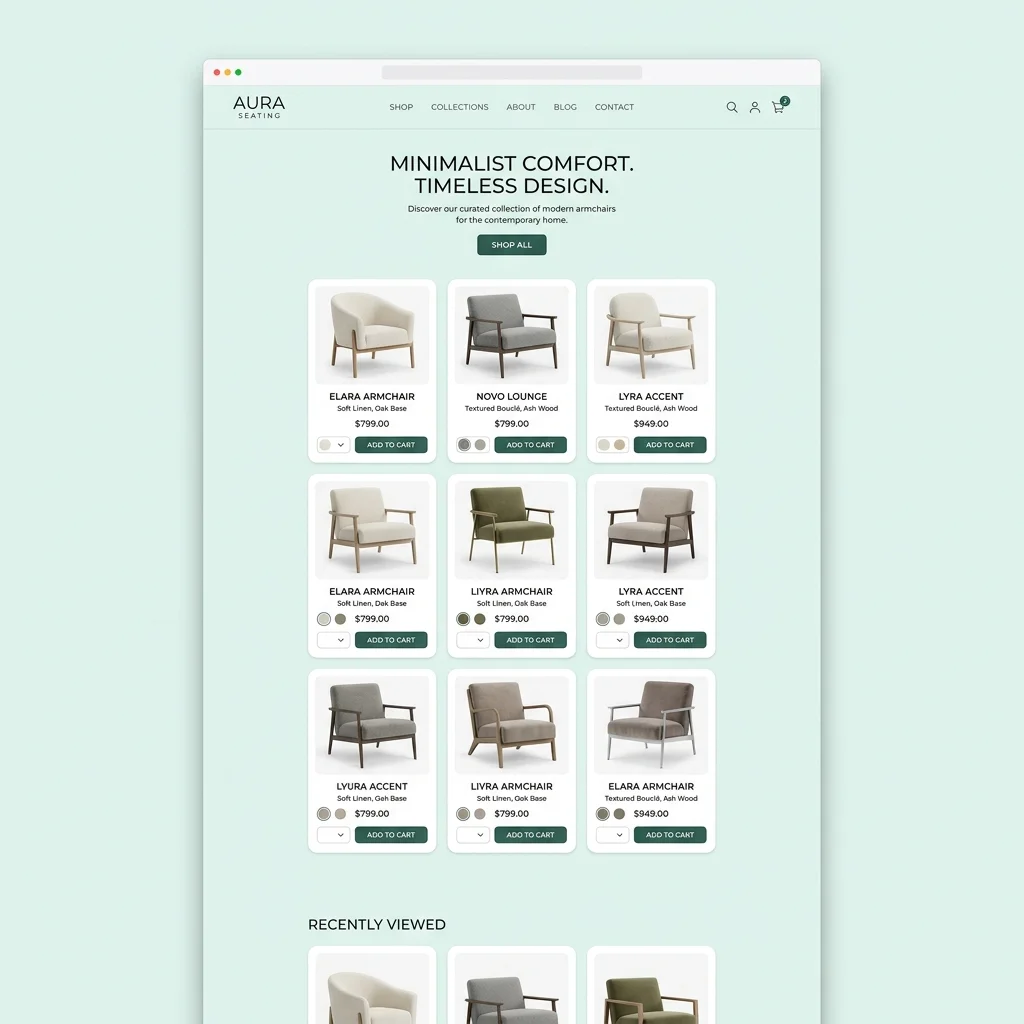 AURA
SEATING
SHOP COLLECTIONS ABOUT BLOG CONTACT
2
MINIMALIST COMFORT.
TIMELESS DESIGN.
Discover our curated collection of modern armchairs
for the contemporary home.
SHOP ALL
ELARA ARMCHAIR
Soft Linen, Oak Base
$799.00
ADD TO CART
NOVO LOUNGE
Textured Bouclé, Ash Wood
$799.00
ADD TO CART
LYRA ACCENT
Textured Bouclé, Ash Wood
$949.00
ADD TO CART
ELARA ARMCHAIR
Soft Linen, Dak Base
$799.00
ADD TO CART
LIYRA ARMCHAIR
Solt Linen, Oak Base
$799.00
ADD TO CART
LYRA ACCENT
Soft Linen, Oak Base
$949:00
ADD TO CART
LYURA ACCENT
Soft Linen, Geh Base
$799.00
ADD TO CART
LIVRA ARMCHAIR
Soft Linen, Oak Base
$799.00
ADD TO CART
ELARA ARMCHAIR
Textured Bouclé, Ash Wood
$949.00
ADD TO CART
RECENTLY VIEWED